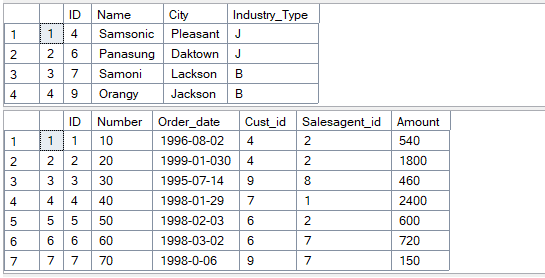 ID Name City Industry_Type
1 1 4 Samsonic Pleasant J
2 2 6 Panasung Daktown J
3 3 7 Samoni Lackson B
4 4 9 Orangy Jackson B
ID Number Order_date Cust_id Salesagent_id Amount
1 1 1 10 1996-08-02 4 2 540
2 2 2 20 1999-01-030 4 2 1800
3 3 3 30 1995-07-14 9 8 460
4 4 4 40 1998-01-29 7 1 2400
5 5 5 50 1998-02-03 6 2 600
6 6 6 60 1998-03-02 6 7 720
7 7 7 70 1998-0-06 9 7 150